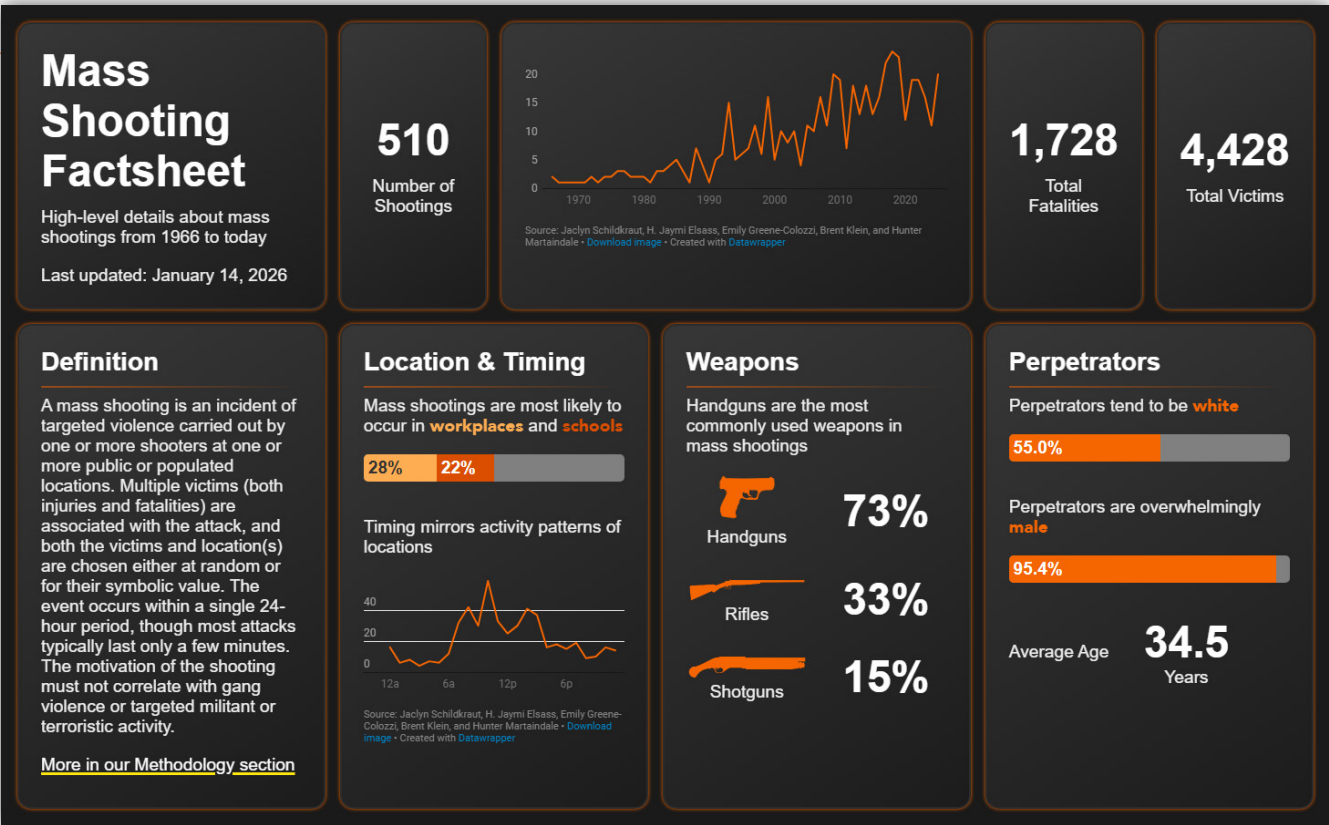 Mass
Shooting
Factsheet
High-level details about mass
shootings from 1966 to today
Last updated: January 14, 2026
510
Number of
Shootings
20
15
10
5
0
1970
1980
1990
2000
2010
2020
Source: Jaclyn Schildkraut, H. Jaymi Elsass, Emily Greene-Colozzi, Brent Klein, and Hunter
Martaindale • Download image • Created with Datawrapper
1,728
Total
Fatalities
4,428
Total Victims
Definition
A mass shooting is an incident of
targeted violence carried out by
one or more shooters at one or
more public or populated
locations. Multiple victims (both
injuries and fatalities) are
associated with the attack, and
both the victims and location(s)
are chosen either at random or
for their symbolic value. The
event occurs within a single 24-
hour period, though most attacks
typically last only a few minutes.
The motivation of the shooting
must not correlate with gang
violence or targeted militant or
terroristic activity.
More in our Methodology section
Location & Timing
Mass shootings are most likely to
occur in workplaces and schools
28%
22%
Timing mirrors activity patterns of
locations
40
20
0
12a
6a
12p
6p
Source: Jaclyn Schildkraut, H. Jaymi Elsass, Emily Greene-
Colozzi, Brent Klein, and Hunter Martaindale • Download
image • Created with Datawrapper
Weapons
Handguns are the most
commonly used weapons in
mass shootings
Handguns
73%
Rifles
33%
Shotguns
15%
Perpetrators
Perpetrators tend to be white
55.0%
Perpetrators are overwhelmingly
male
95.4%
Average Age
34.5
Years